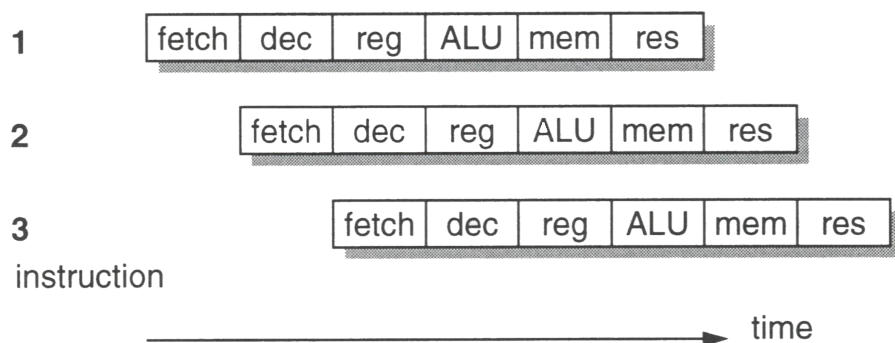 1 fetch dec reg ALU mem res
2 fetch dec reg ALU mem res
3 fetch dec reg ALU mem res
instruction
time